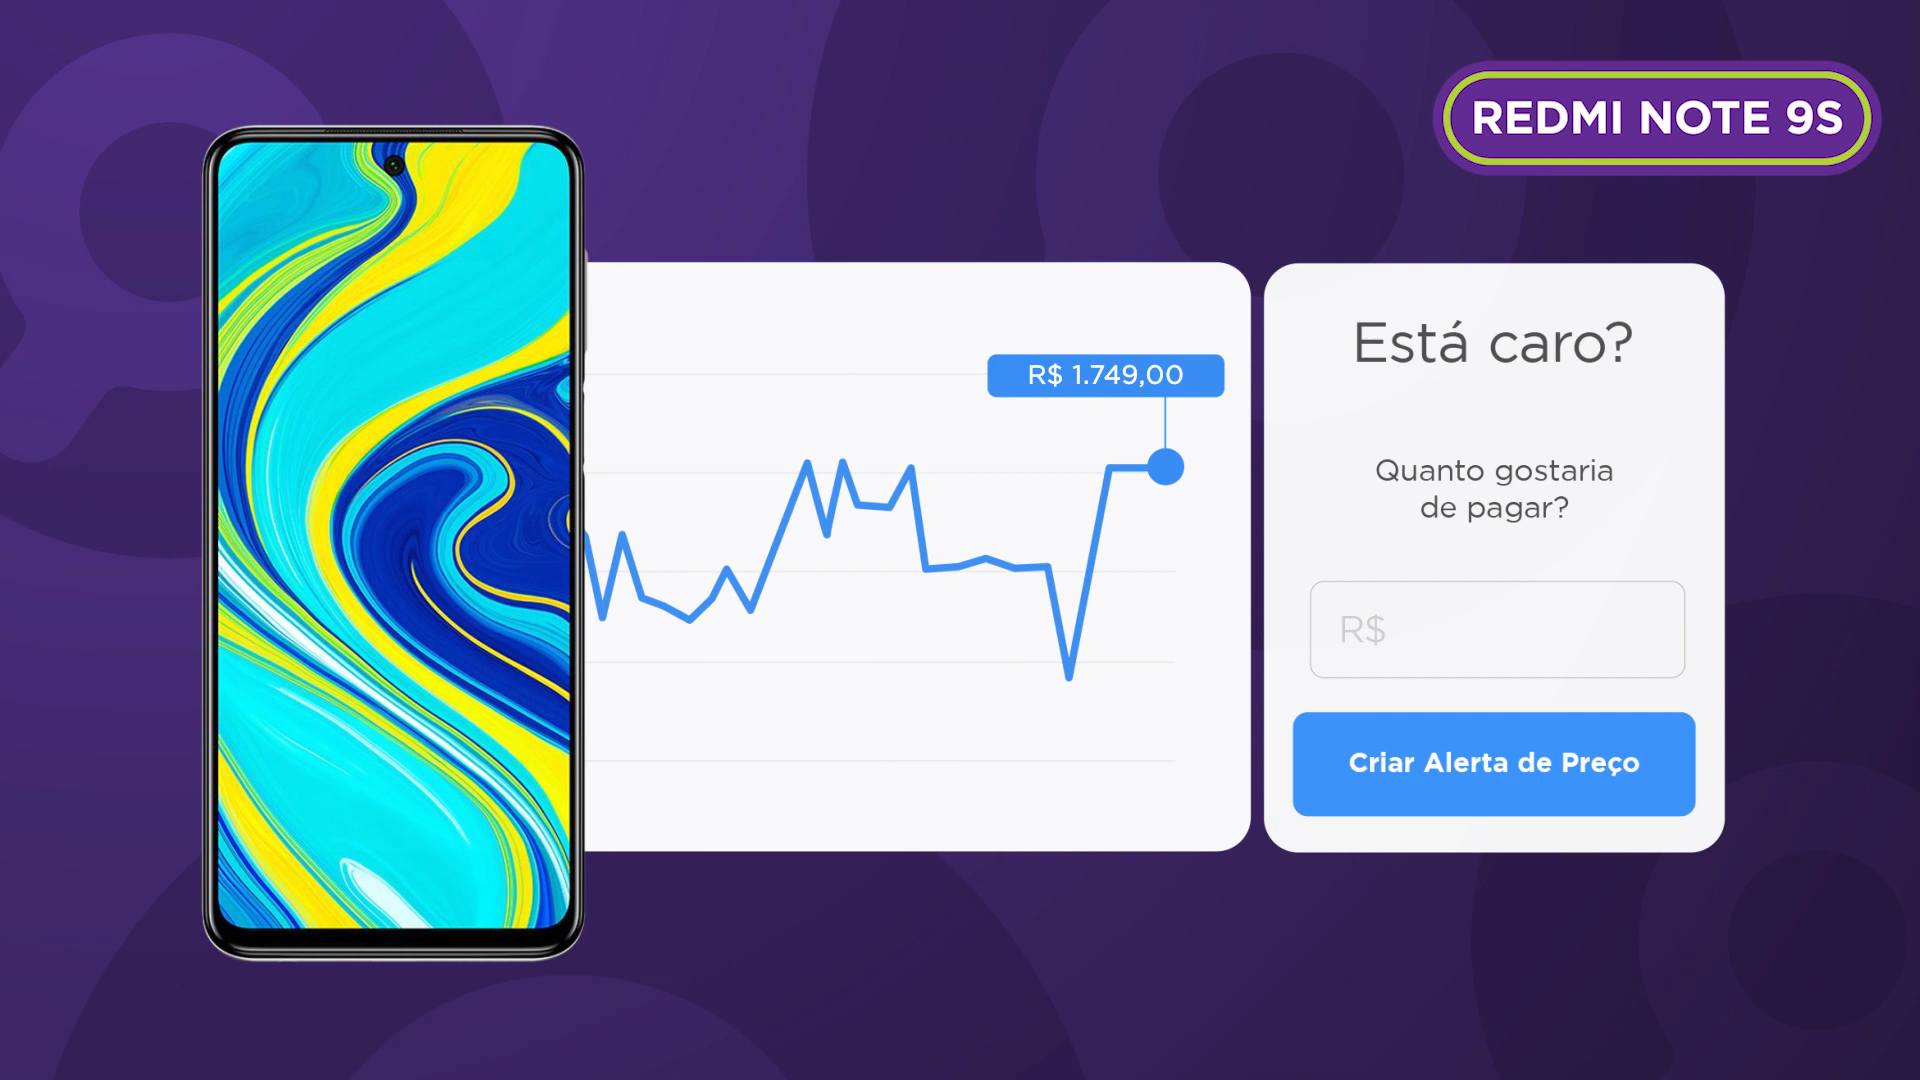 REDMI NOTE 9S
R$ 1.749,00
Está caro?
Quanto gostaria
de pagar?
R$
Criar Alerta de Preço